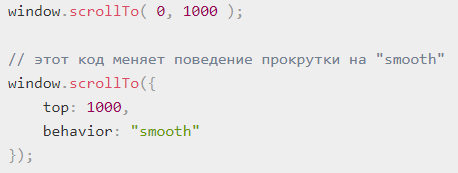 window.scrollTo( 0, 1000 );
// этот код меняет поведение прокрутки на "smooth"
window.scrollTo({
    top: 1000,
    behavior: "smooth"
});